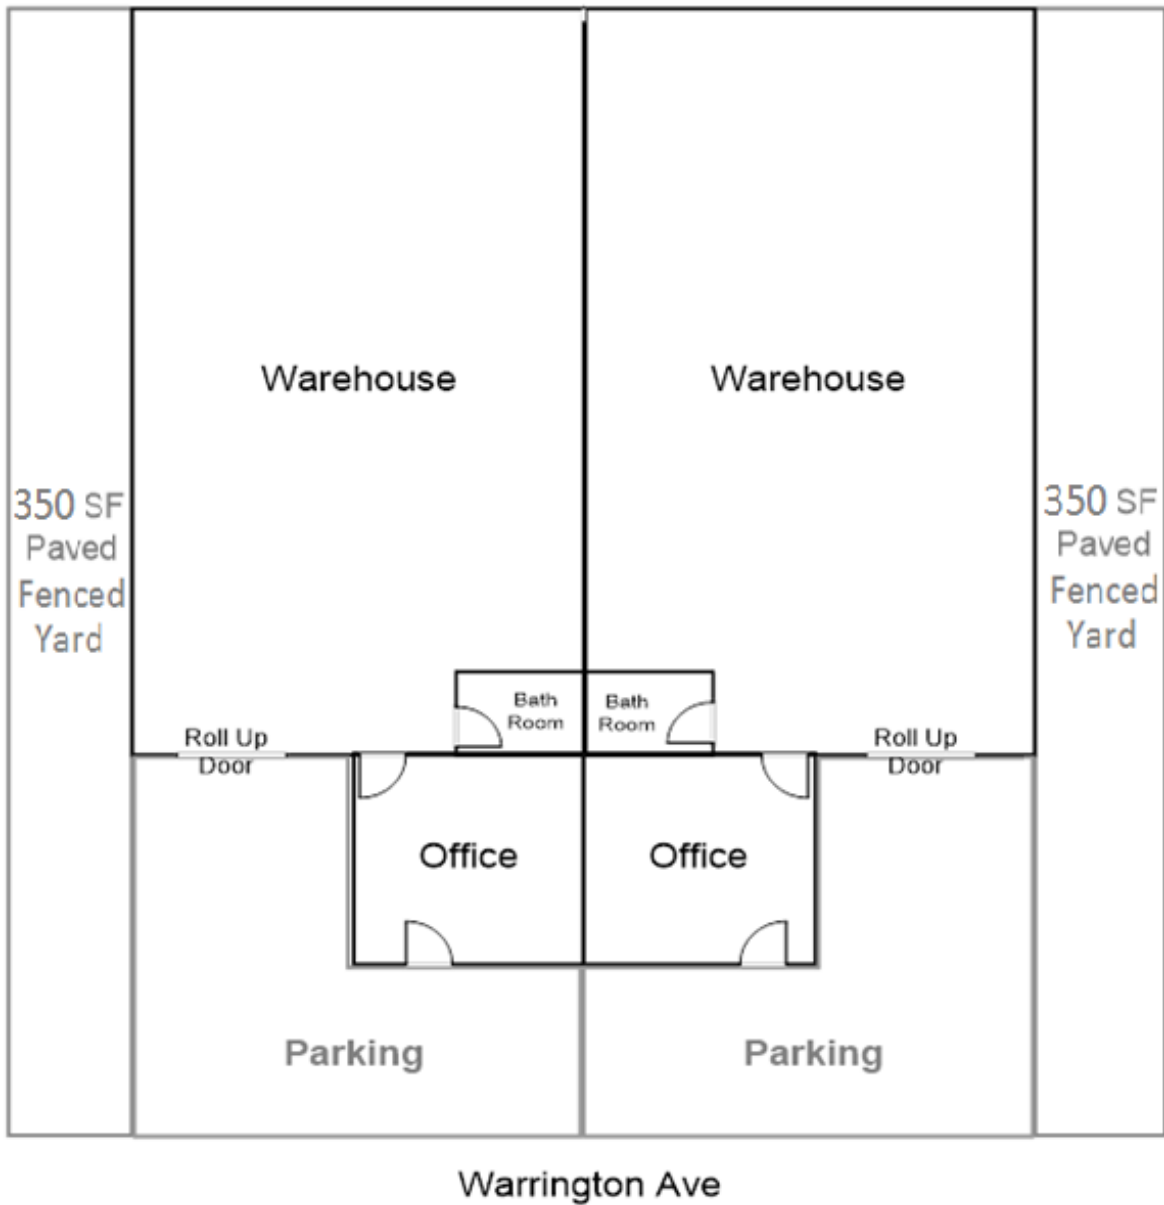 Warehouse
Warehouse
350 SF
Paved
Fenced
Yard
350 SF
Paved
Fenced
Yard
Bath
Room
Bath
Room
Roll Up
Door
Roll Up
Door
Office
Office
Parking
Parking
Warrington Ave